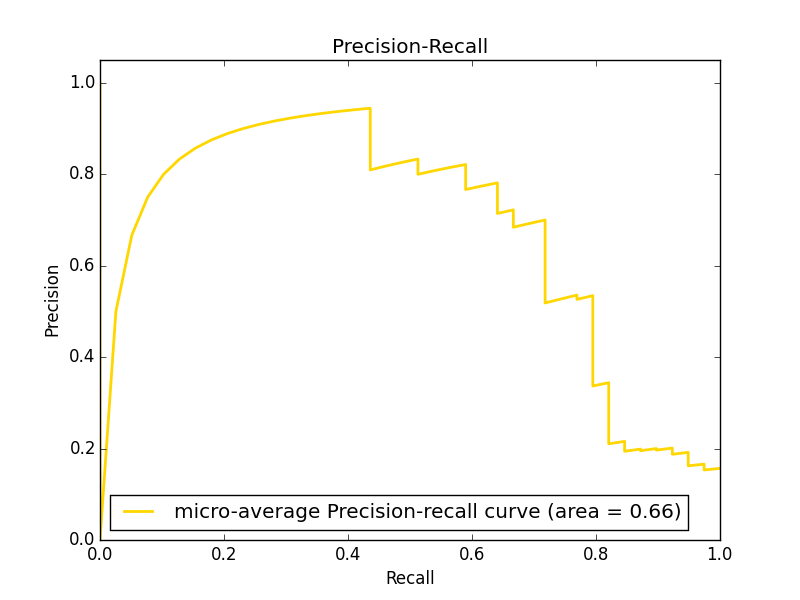 Precision-Recall
1.0
0.8
0.6
0.4
0.2
0.0
Precision
micro-average Precision-recall curve (area = 0.66)
0.0 0.2 0.4 0.6 0.8 1.0
Recall